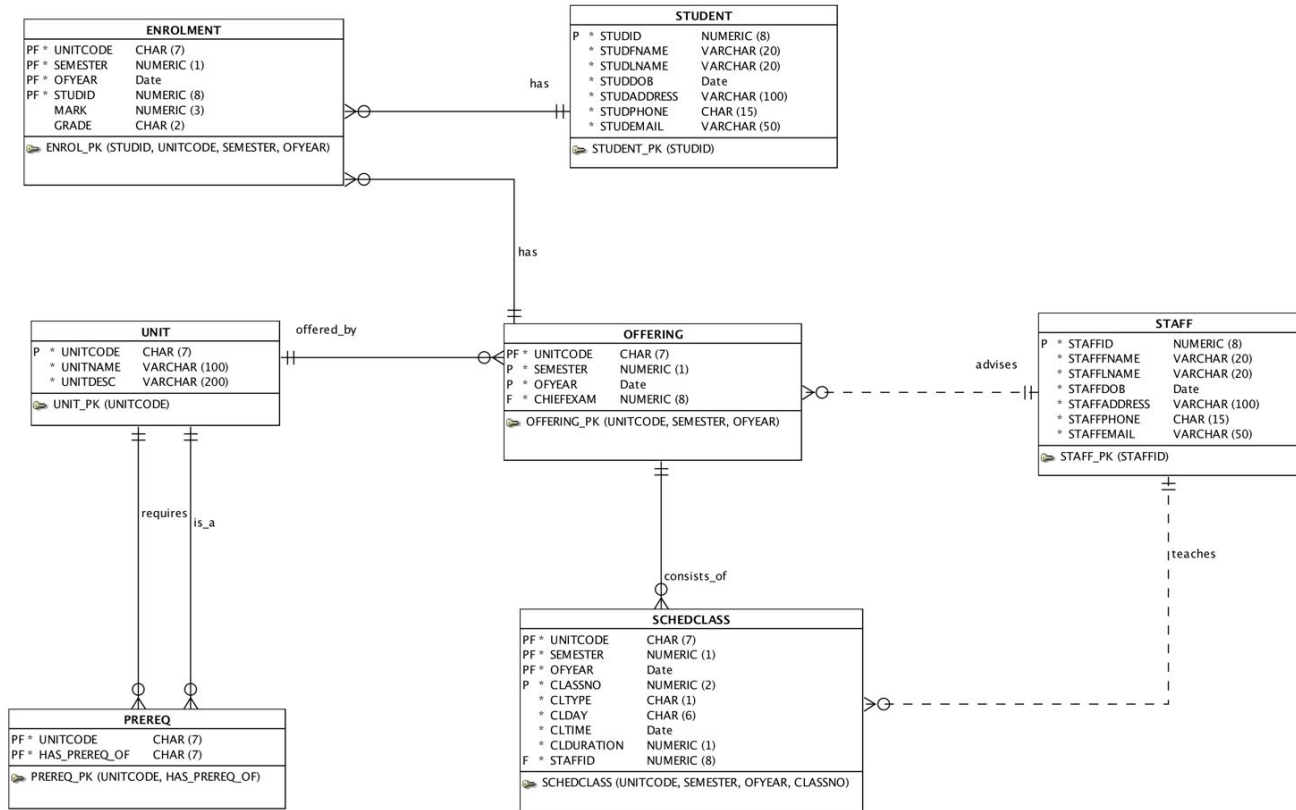 ENROLMENT
PF * UNITCODE CHAR (7)
PF * SEMESTER NUMERIC (1)
PF * OFYEAR Date
PF * STUDID NUMERIC (8)
MARK NUMERIC (3)
GRADE CHAR (2)
ENROL_PK (STUDID, UNITCODE, SEMESTER, OFYEAR)
has
STUDENT
P * STUDID NUMERIC (8)
* STUDFNAME VARCHAR (20)
* STUDLNAME VARCHAR (20)
* STUDDOB Date
* STUDADDRESS VARCHAR (100)
* STUDPHONE CHAR (15)
* STUDEMAIL VARCHAR (50)
STUDENT_PK (STUDID)
has
UNIT
P * UNITCODE CHAR (7)
* UNITNAME VARCHAR (100)
* UNITDESC VARCHAR (200)
UNIT_PK (UNITCODE)
offered_by
OFFERING
PF * UNITCODE CHAR (7)
P * SEMESTER NUMERIC (1)
P * OFYEAR Date
F * CHIEFEXAM NUMERIC (8)
OFFERING_PK (UNITCODE, SEMESTER, OFYEAR)
advises
STAFF
P * STAFFID NUMERIC (8)
* STAFFFNAME VARCHAR (20)
* STAFFLNAME VARCHAR (20)
* STAFFDOB Date
* STAFFADDRESS VARCHAR (100)
* STAFFPHONE CHAR (15)
* STAFFEMAIL VARCHAR (50)
STAFF_PK (STAFFID)
requires
is_a
consists_of
teaches
PREREQ
PF * UNITCODE CHAR (7)
PF * HAS_PREREQ_OF CHAR (7)
PREREQ_PK (UNITCODE, HAS_PREREQ_OF)
SCHEDCLASS
PF * UNITCODE CHAR (7)
PF * SEMESTER NUMERIC (1)
PF * OFYEAR Date
P * CLASSNO NUMERIC (2)
* CLTYPE CHAR (1)
* CLDAY CHAR (6)
* CLTIME Date
* CLDURATION NUMERIC (1)
F * STAFFID NUMERIC (8)
SCHEDCLASS (UNITCODE, SEMESTER, OFYEAR, CLASSNO)